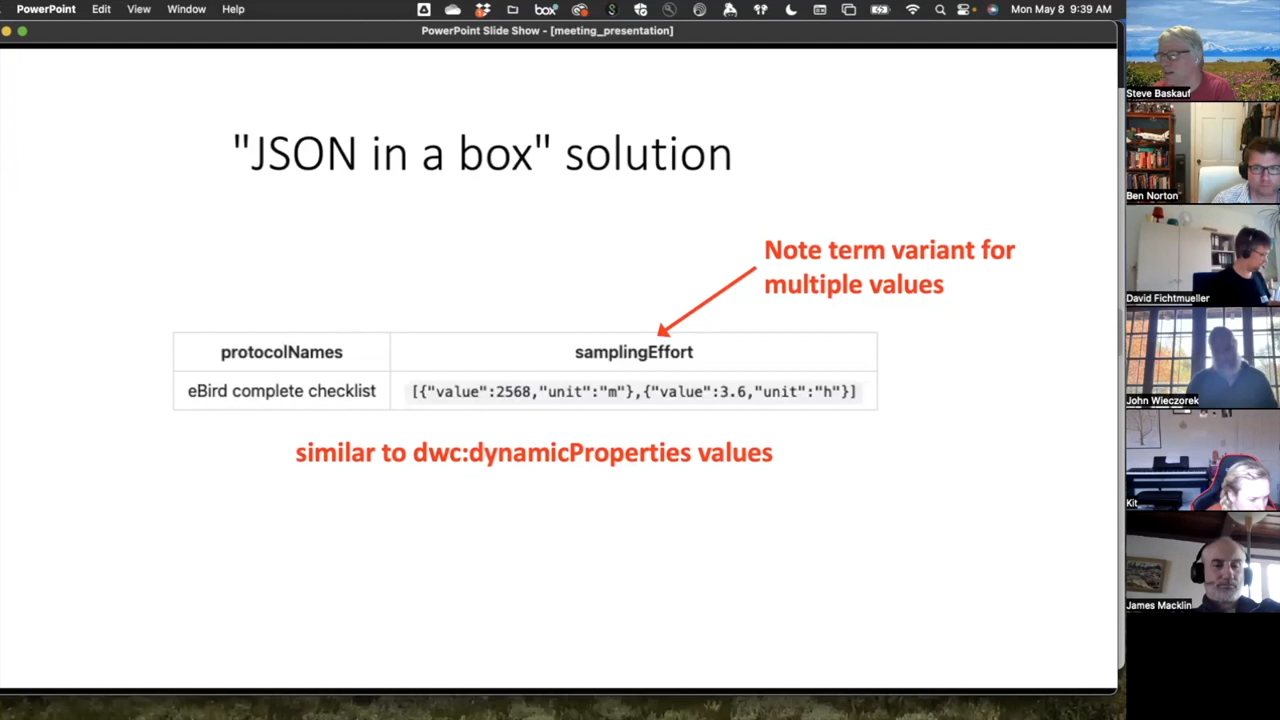 PowerPoint Edit View Window Help box Mon May 8 9:39 AM
PowerPoint Slide Show - [meeting_presentation]
"JSON in a box" solution
Note term variant for
multiple values
protocolNames samplingEffort
eBird complete checklist [{"value":2568,"unit":"m"},{"value":3.6,"unit":"h"}]
similar to dwc:dynamicProperties values
Steve Baskauf
Ben Norton
David Fichtmueller
John Wieczorek
Kit
James Macklin